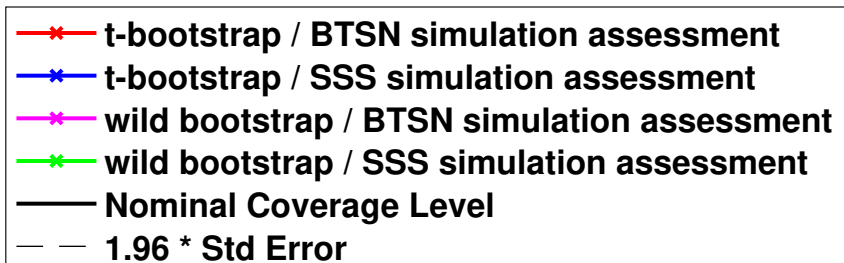 t-bootstrap / BTSN simulation assessment
t-bootstrap / SSS simulation assessment
wild bootstrap / BTSN simulation assessment
wild bootstrap / SSS simulation assessment
Nominal Coverage Level
1.96 * Std Error